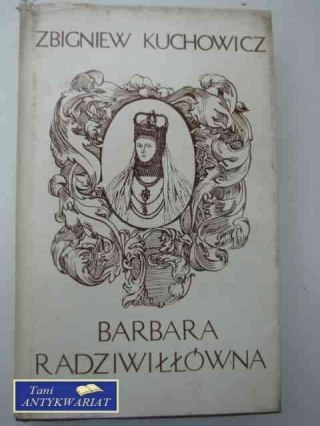 ZBIGNIEW KUCHOWICZ
BARBARA
RADZIWIŁŁÓWNA
Tani
ANTYKWARIAT